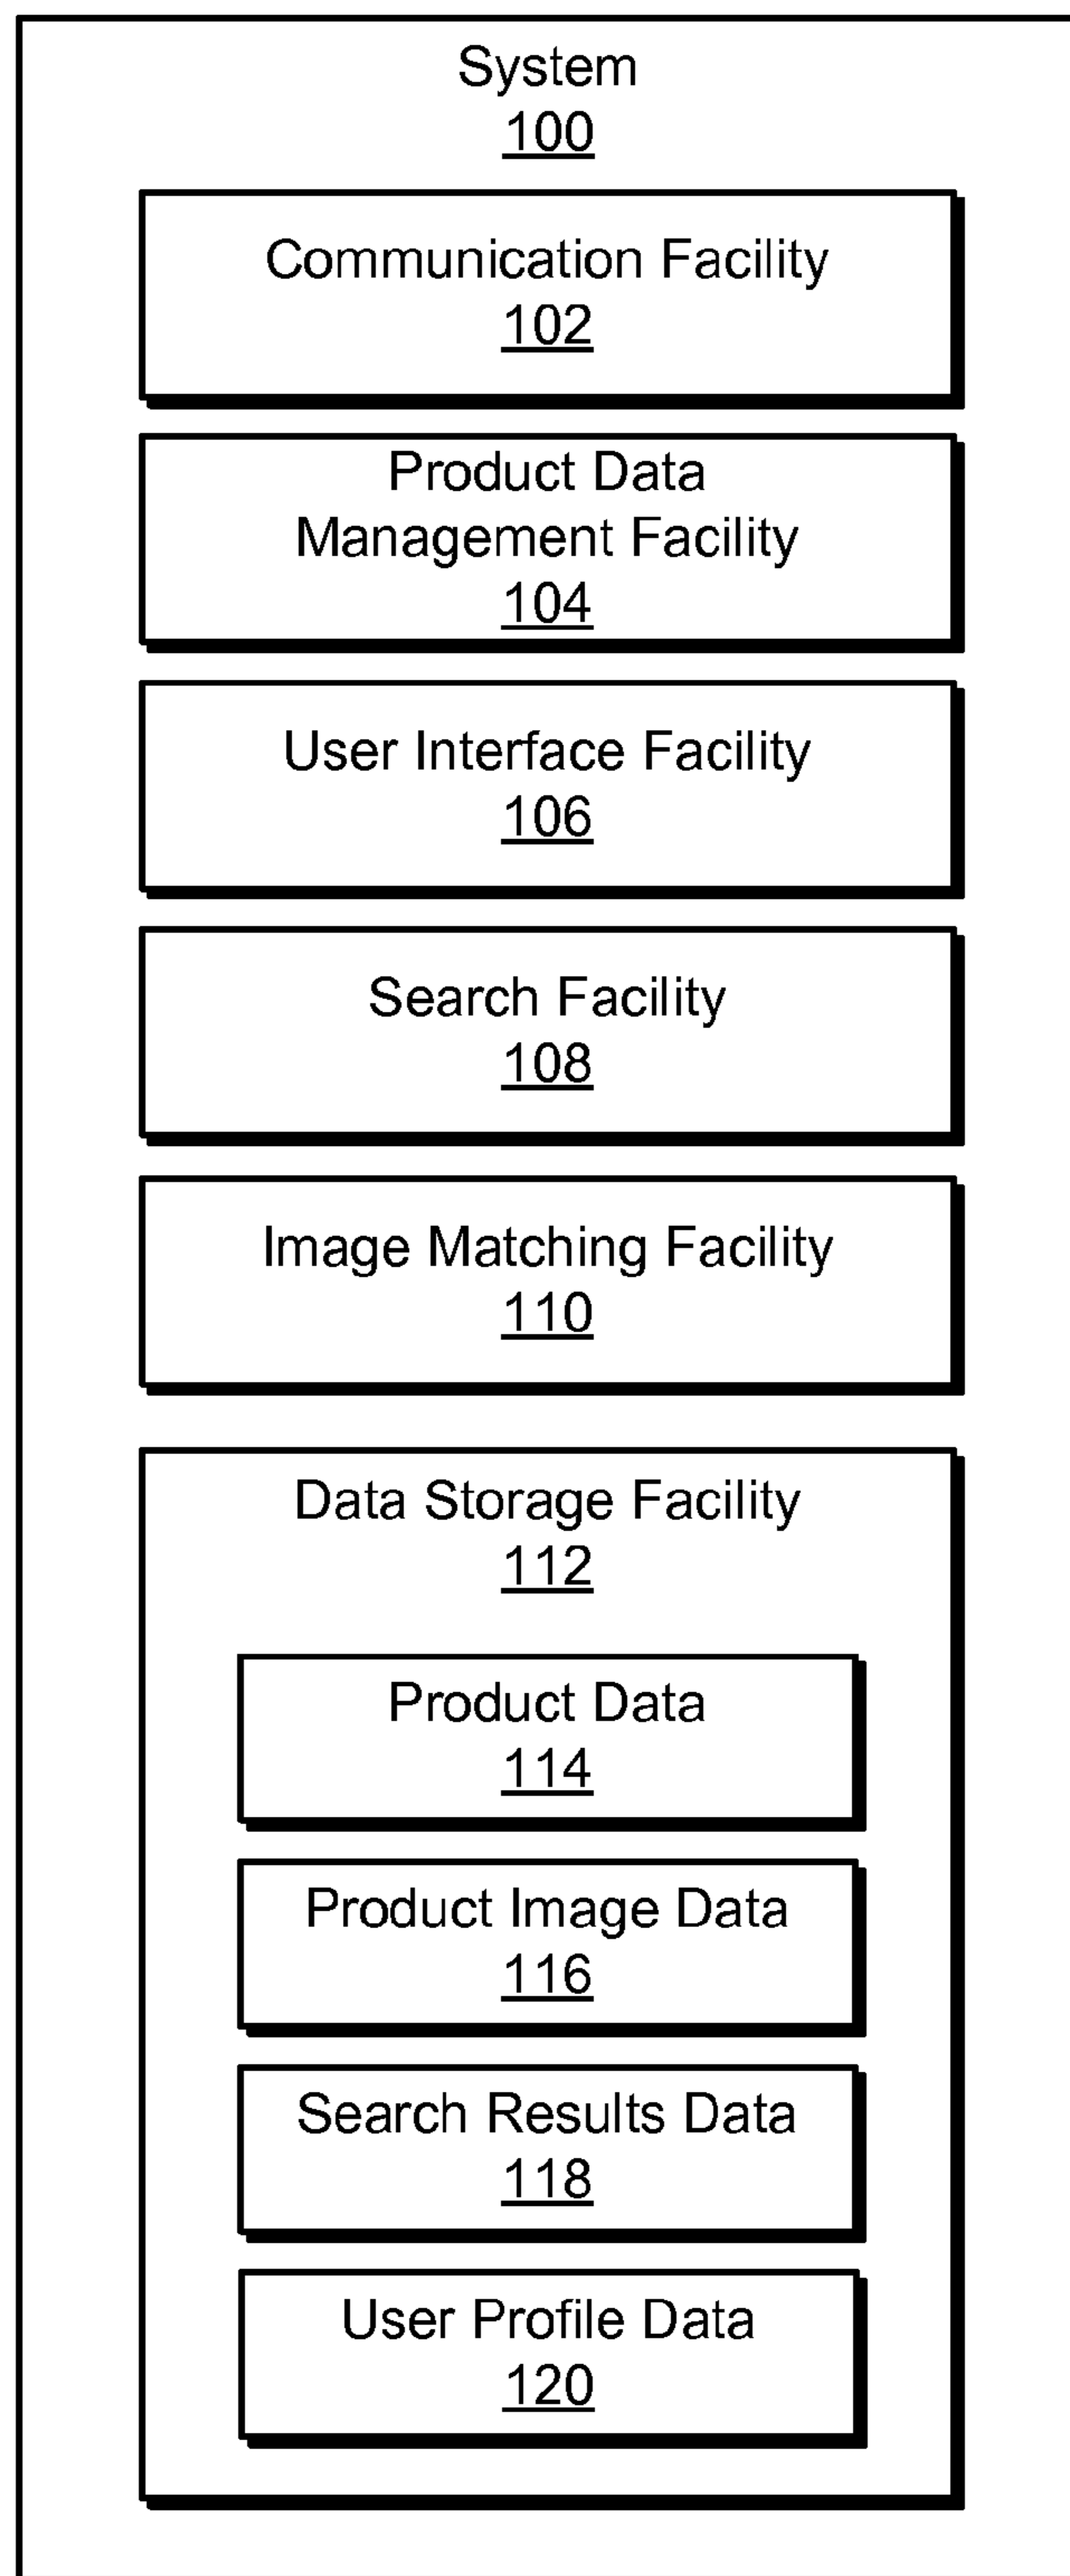 System
100
Communication Facility
102
Product Data
Management Facility
104
User Interface Facility
106
Search Facility
108
Image Matching Facility
110
Data Storage Facility
112
Product Data
114
Product Image Data
116
Search Results Data
118
User Profile Data
120